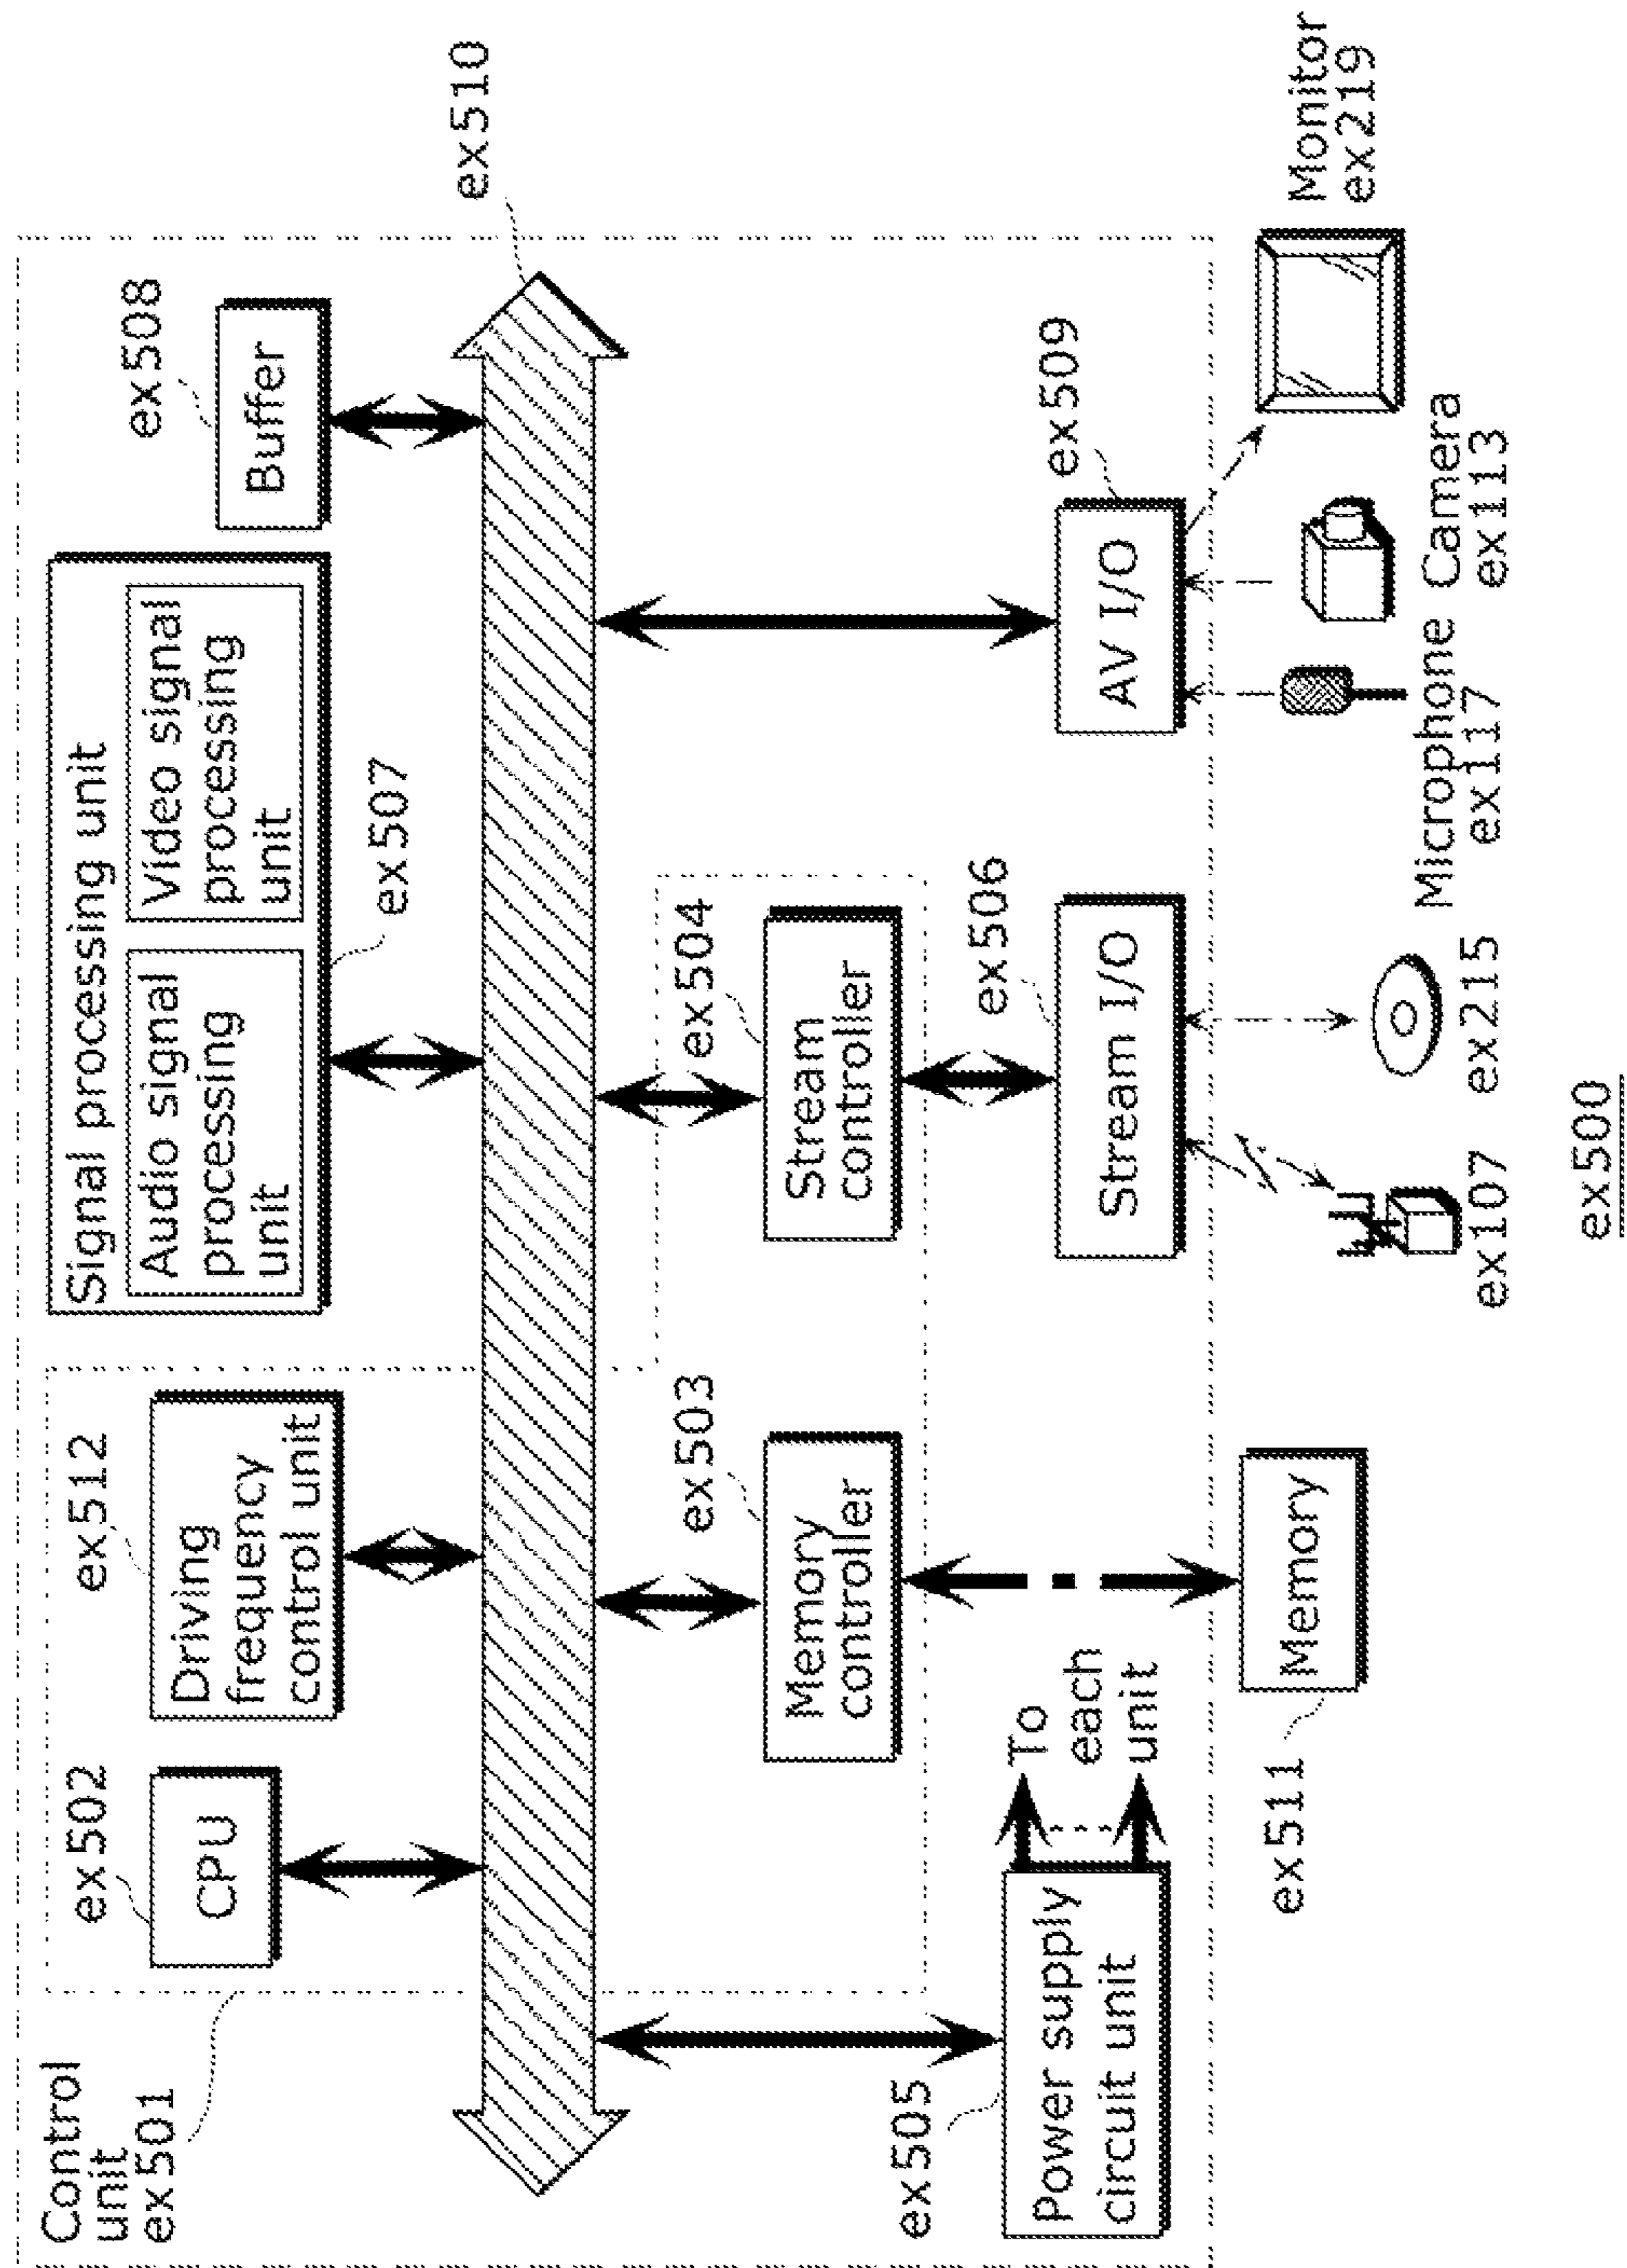 Control
unit
ex501
ex502
CPU
ex512
Driving
frequency
control unit
Signal processing unit
Audio signal
processing
unit
Video signal
processing
unit
ex507
ex508
Buffer
ex510
ex505
Power supply
circuit unit
To
each
unit
ex503
Memory
controller
ex504
Stream
controller
ex506
Stream I/O
ex509
AV I/O
ex511
Memory
ex107
ex215
Microphone
ex117
Camera
ex113
Monitor
ex219
ex500